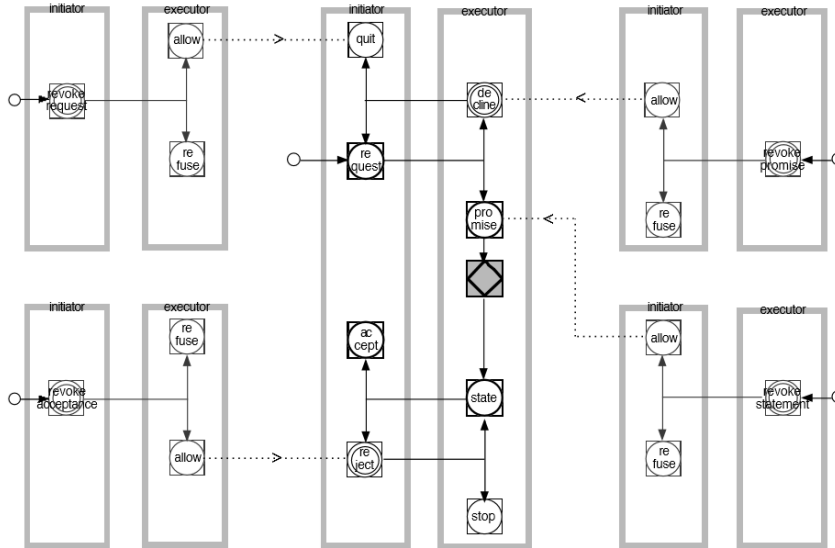 initiator
executor
initiator
executor
initiator
executor
allow
quit
revoke
request
de
cline
allow
revoke
promise
re
fuse
re
quest
pro
mise
re
fuse
initiator
executor
initiator
executor
re
fuse
ac
cept
allow
revoke
acceptance
state
revoke
statement
allow
re
ject
re
fuse
stop